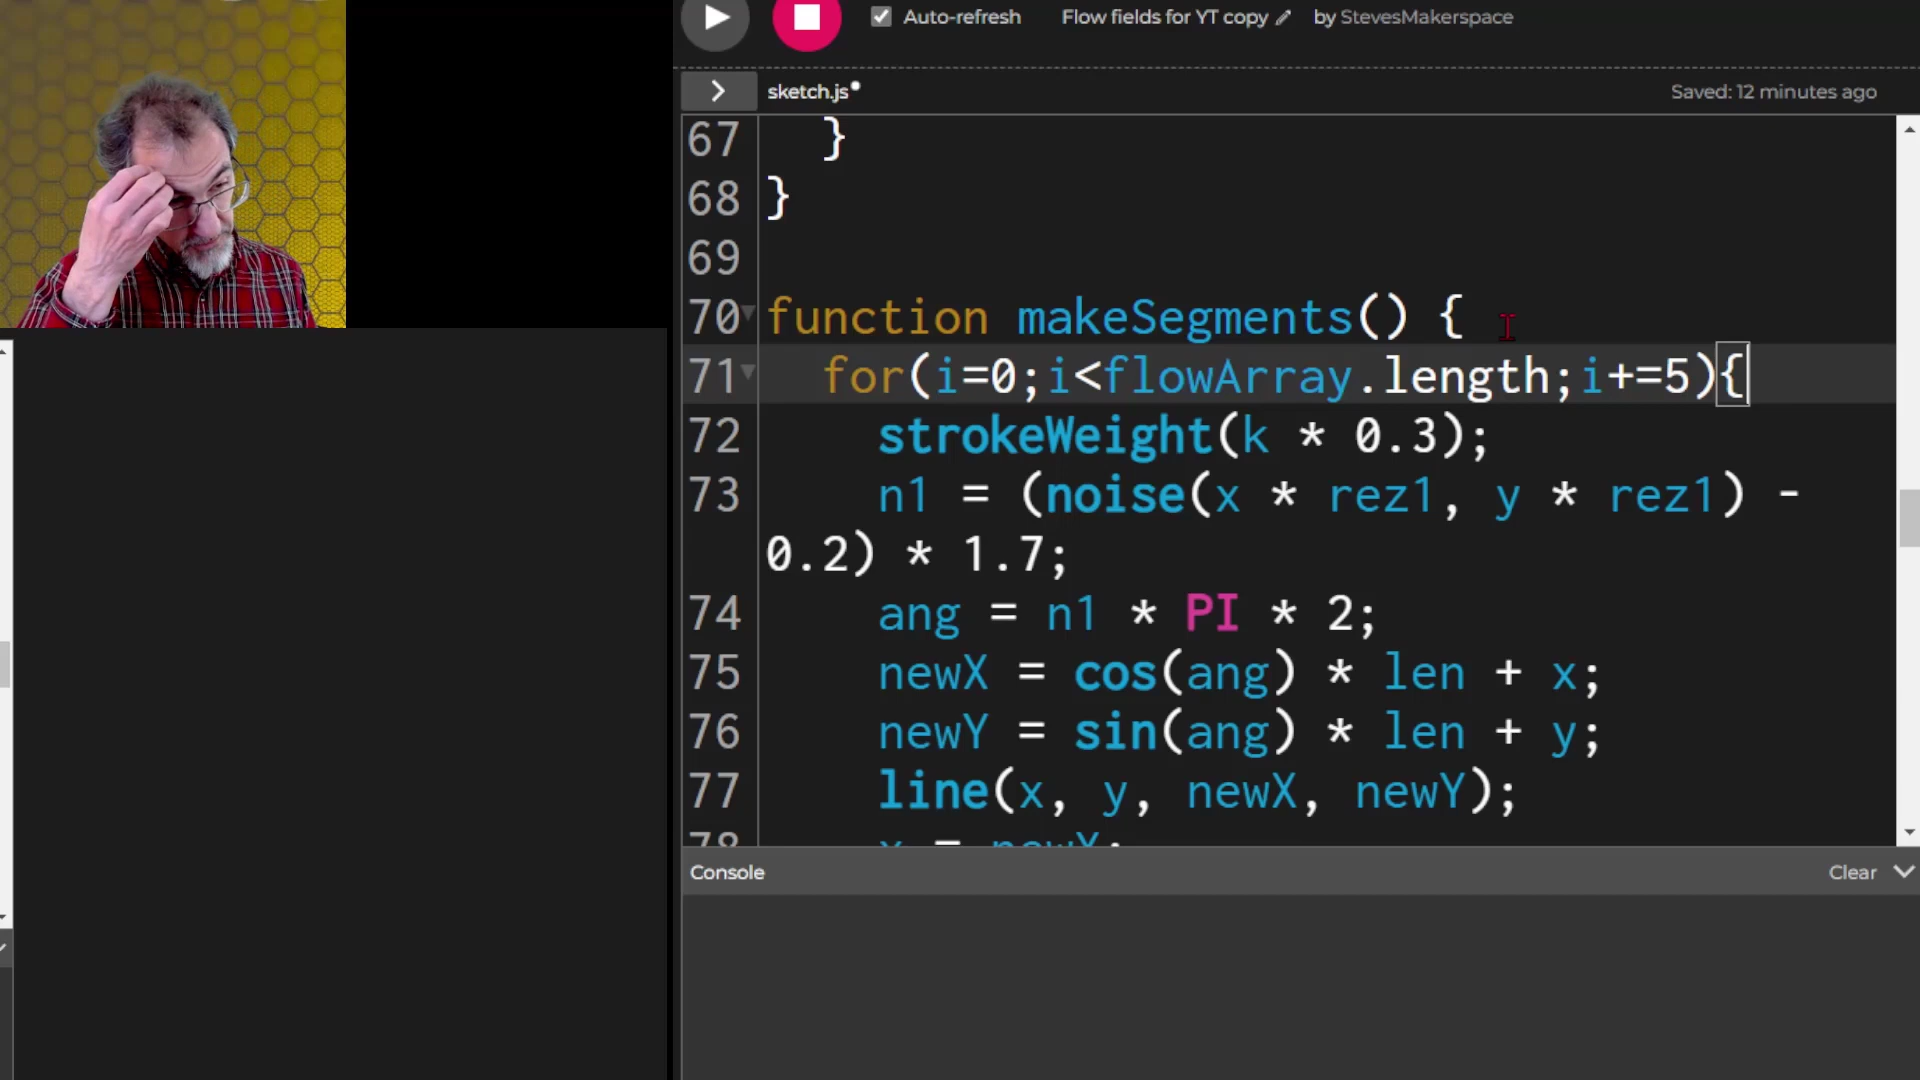 Auto-refresh Flow fields for YT copy by StevesMakerspace
sketch.js Saved: 12 minutes ago
67 }
68 }
69
70 function makeSegments() {
71 for(i=0;i<flowArray.length;i+=5){
72 strokeWeight(k * 0.3);
73 n1 = (noise(x * rez1, y * rez1) -
0.2) * 1.7;
74 ang = n1 * PI * 2;
75 newX = cos(ang) * len + x;
76 newY = sin(ang) * len + y;
77 line(x, y, newX, newY);
Console Clear